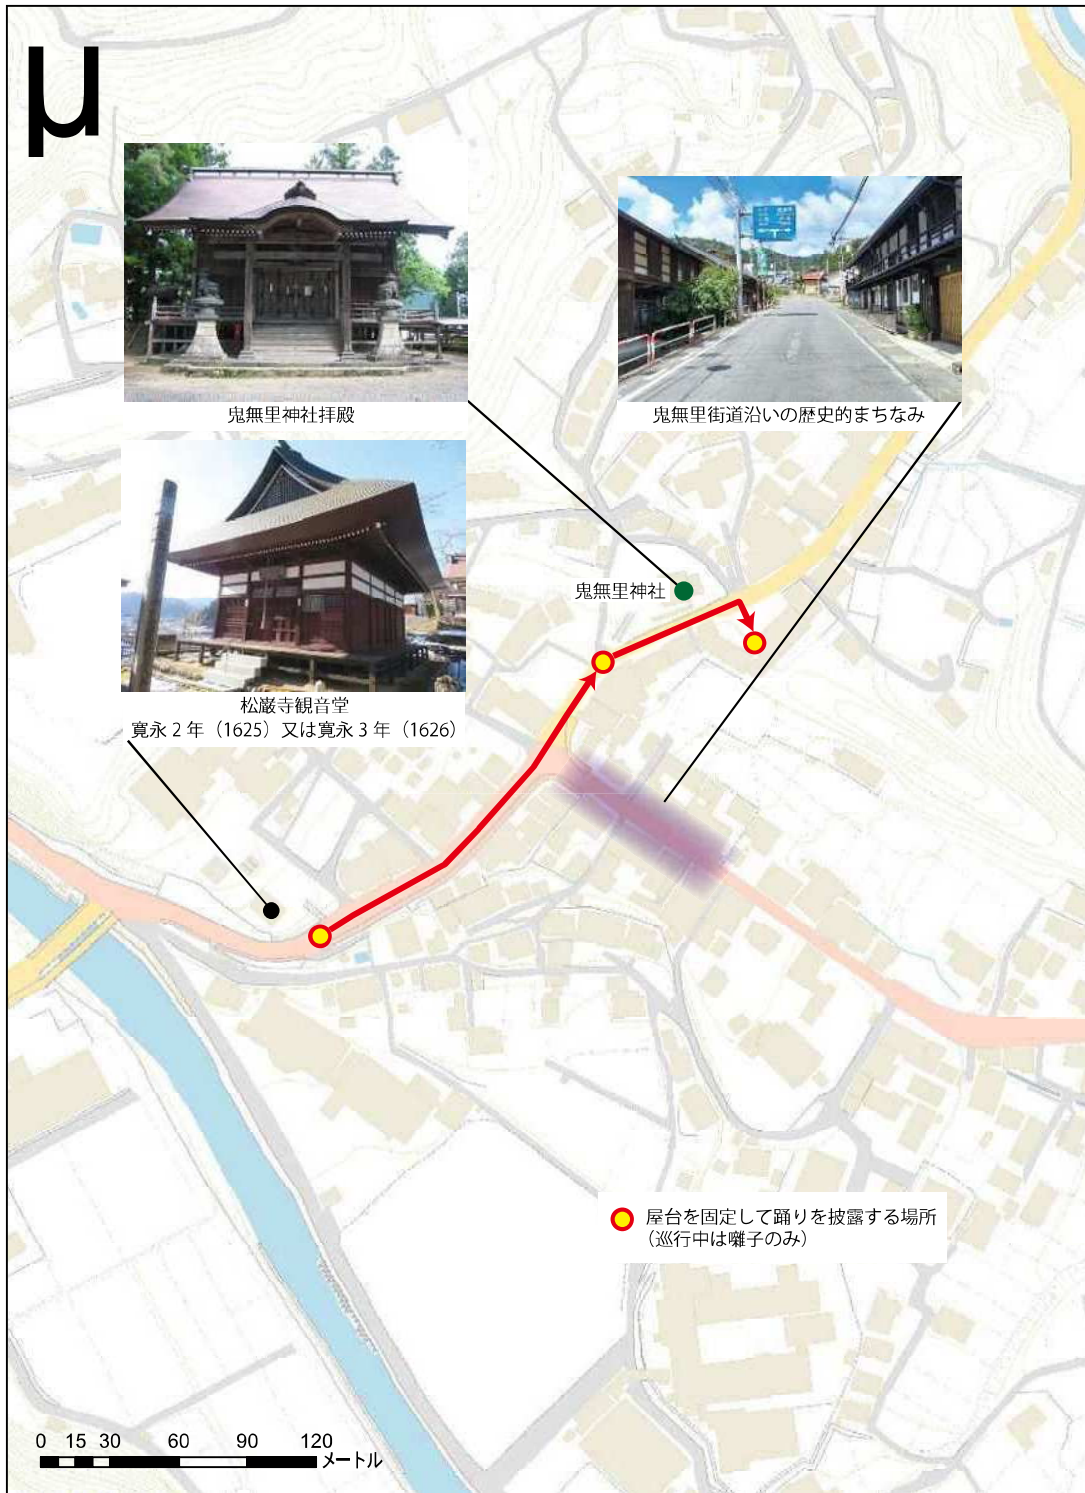 μ
鬼無里神社拝殿
鬼無里街道沿いの歴史的まちなみ
松巌寺観音堂
寛永 2 年（1625）又は寛永 3 年（1626）
鬼無里神社
屋台を固定して踊りを披露する場所
（巡行中は囃子のみ）
0 15 30 60 90 120
メートル